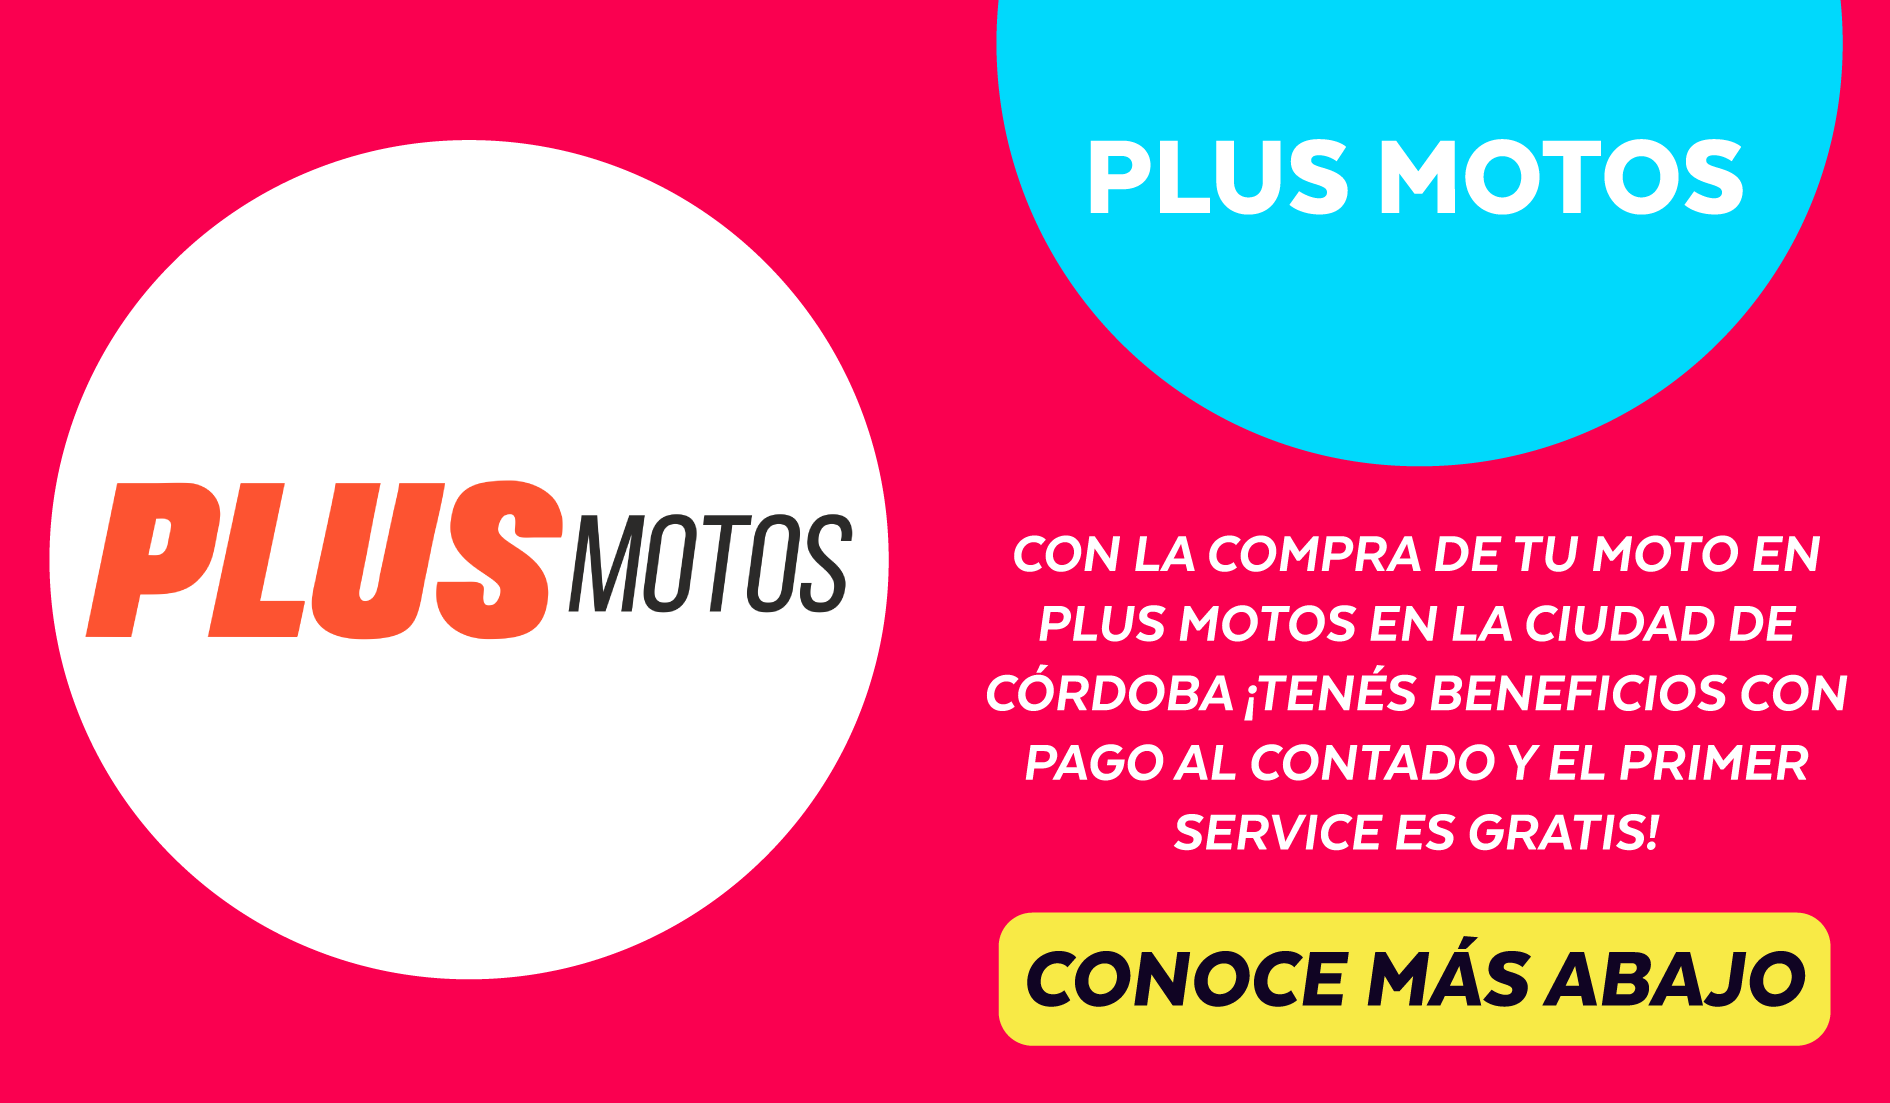 PLUS MOTOS
PLUS MOTOS
CON LA COMPRA DE TU MOTO EN
PLUS MOTOS EN LA CIUDAD DE
CÓRDOBA ¡TENÉS BENEFICIOS CON
PAGO AL CONTADO Y EL PRIMER
SERVICE ES GRATIS!
CONOCE MÁS ABAJO